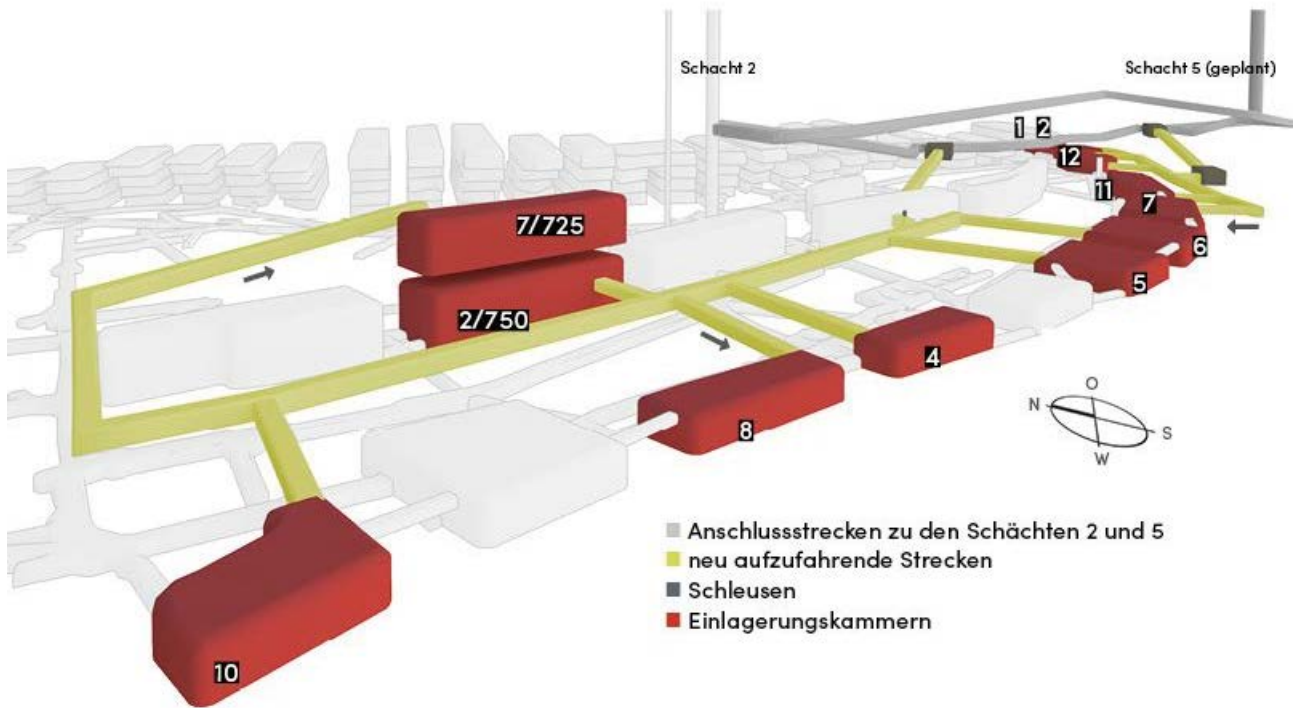 Schacht 2
Schacht 5 (geplant)
1
2
12
11
7
7/725
6
5
2/750
4
8
10
O
N
S
W
Anschlussstrecken zu den Schächten 2 und 5
neu aufzufahrende Strecken
Schleusen
Einlagerungskammern